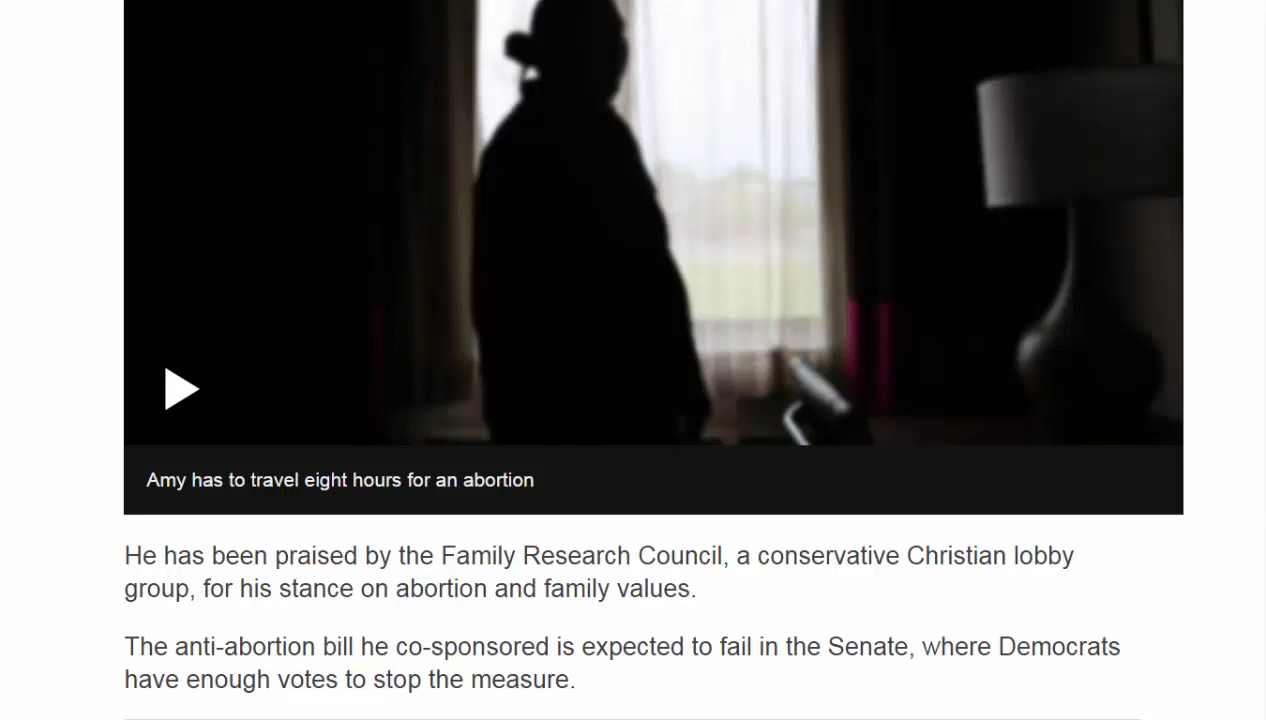 Amy has to travel eight hours for an abortion
He has been praised by the Family Research Council, a conservative Christian lobby
group, for his stance on abortion and family values.
The anti-abortion bill he co-sponsored is expected to fail in the Senate, where Democrats
have enough votes to stop the measure.